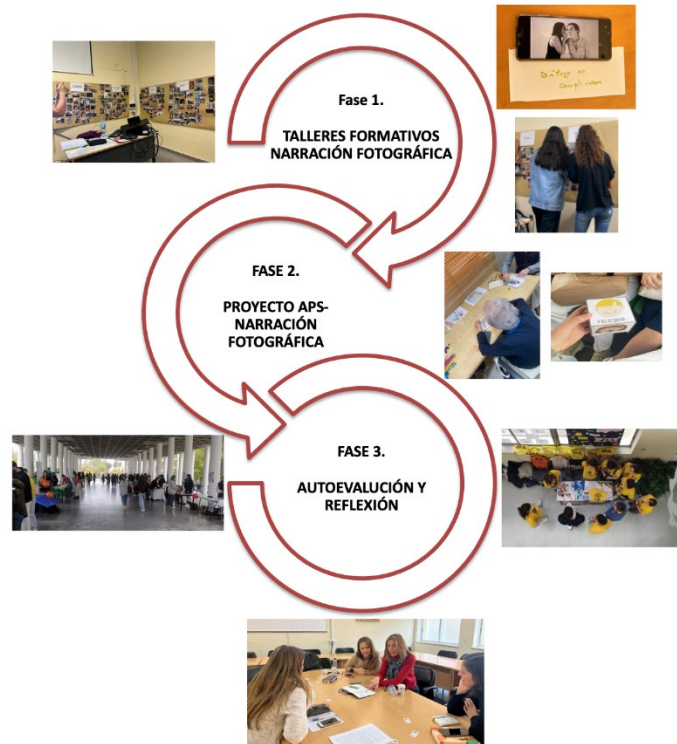 Fase 1.
TALLERES FORMATIVOS
NARRACIÓN FOTOGRÁFICA
FASE 2.
PROYECTO APS-
NARRACIÓN
FOTOGRÁFICA
FASE 3.
AUTOEVALUCIÓN Y
REFLEXIÓN